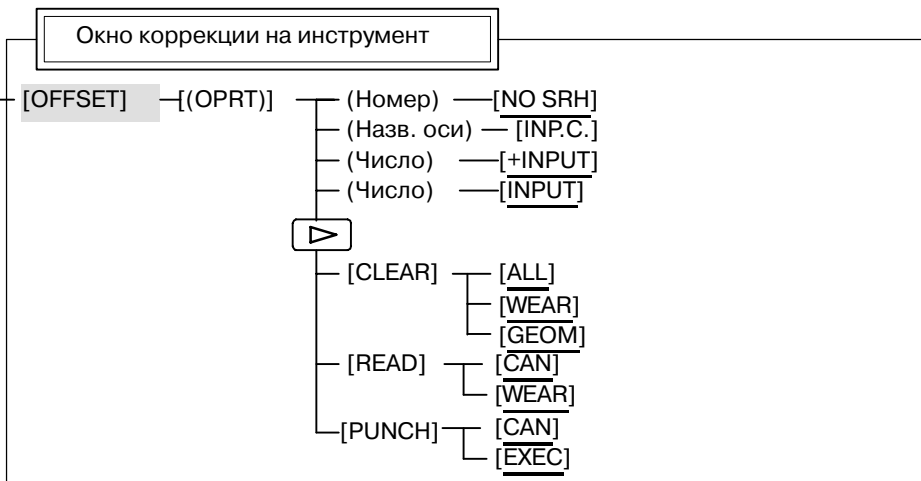 Окно коррекции на инструмент
[OFFSET] [(OPRT)] (Номер) [NO SRH]
(Назв. оси) [INP.C.]
(Число) [+INPUT]
(Число) [INPUT]
[CLEAR] [ALL]
[WEAR]
[GEOM]
[READ] [CAN]
[WEAR]
[PUNCH] [CAN]
[EXEC]